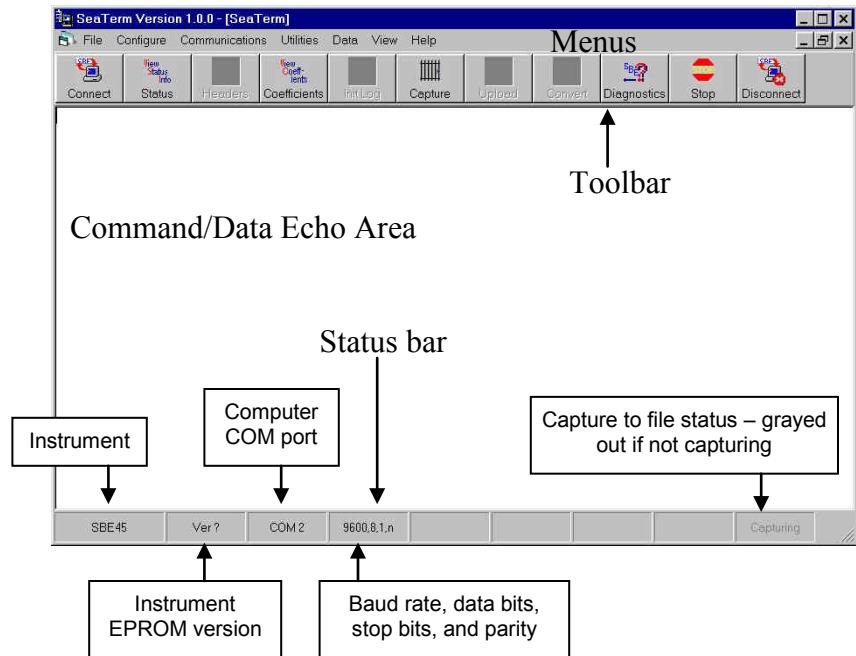 SeaTerm Version 1.0.0 - [SeaTerm]
File Configure Communications Utilities Data View Help
Menus
Connect Status Headers Coefficients Init Log Capture Upload Convert Diagnostics Stop Disconnect
Toolbar
Command/Data Echo Area
Status bar
Instrument
Computer
COM port
Capture to file status – grayed
out if not capturing
SBE45 Ver ? COM 2 9600,8,1,n Capturing
Instrument
EPROM version
Baud rate, data bits,
stop bits, and parity